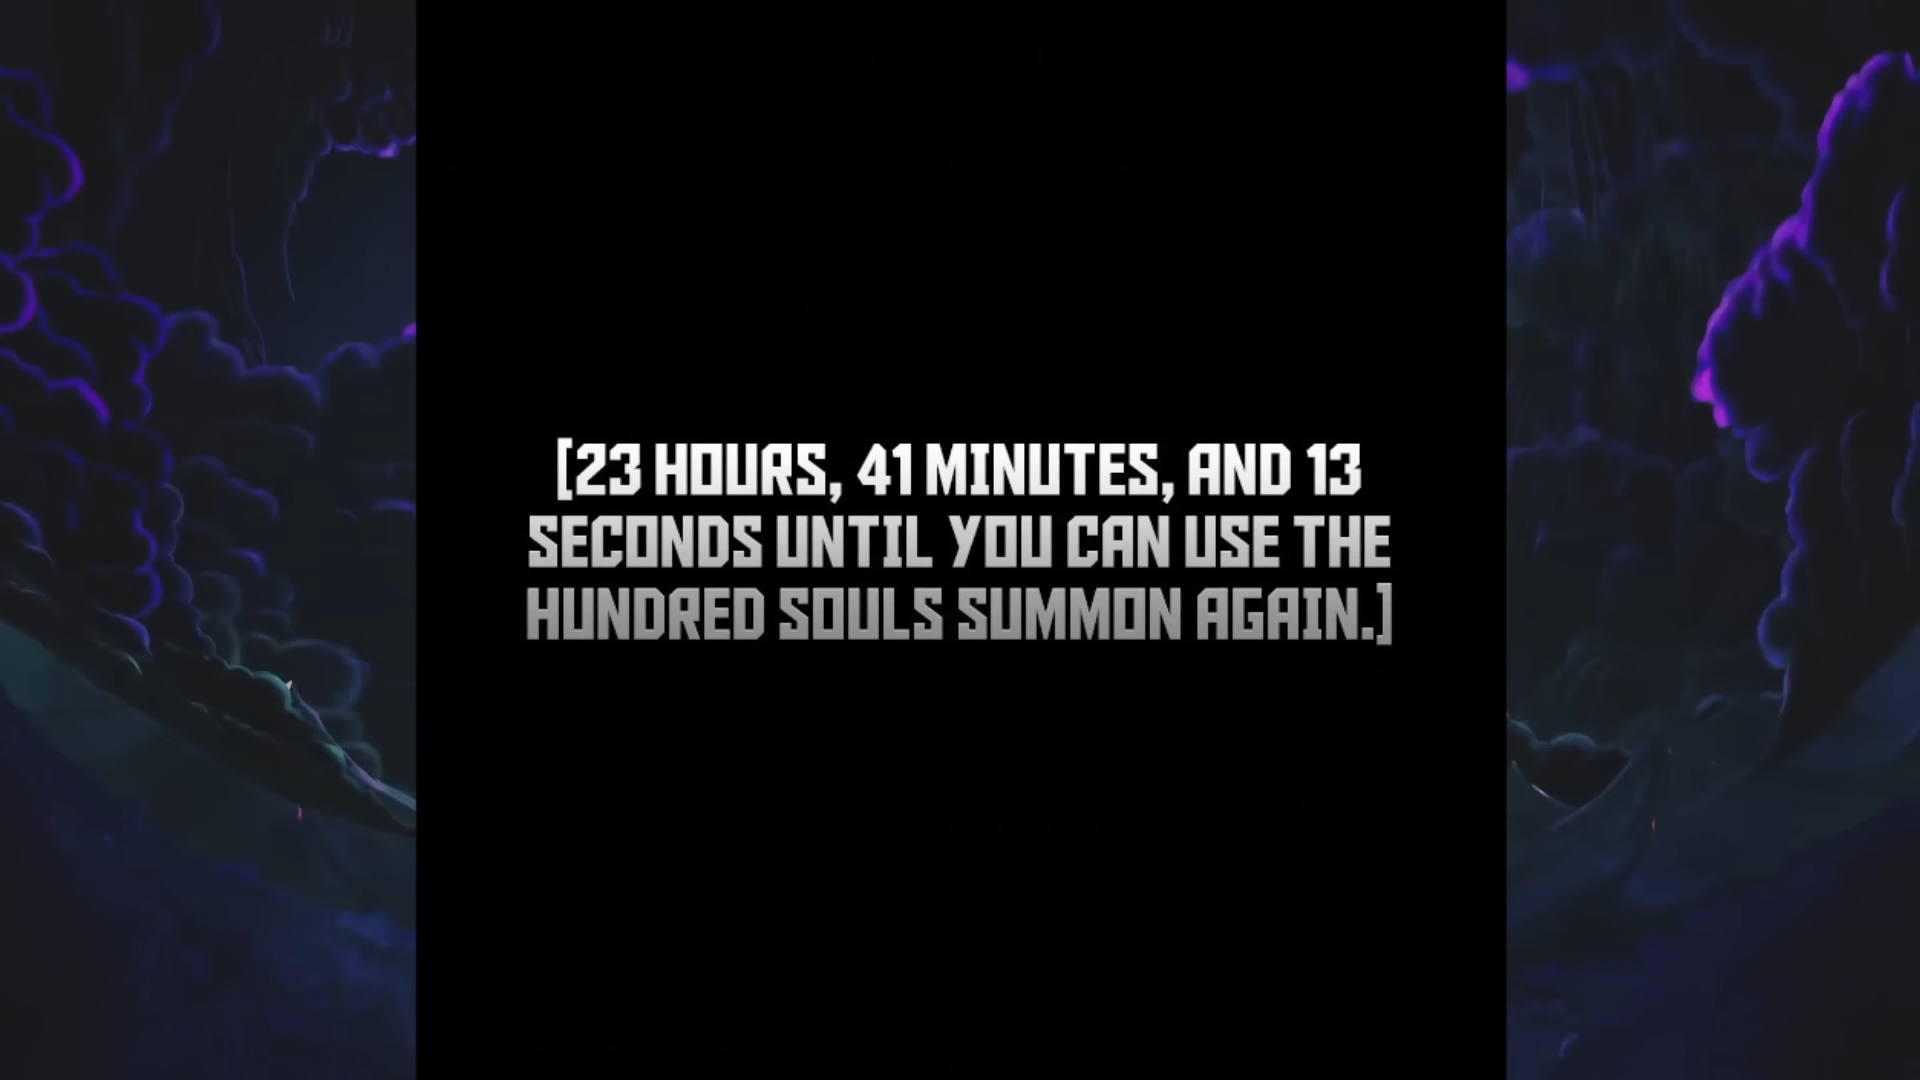 [23 HOURS, 41 MINUTES, AND 13
SECONDS UNTIL YOU CAN USE THE
HUNDRED SOULS SUMMON AGAIN.]